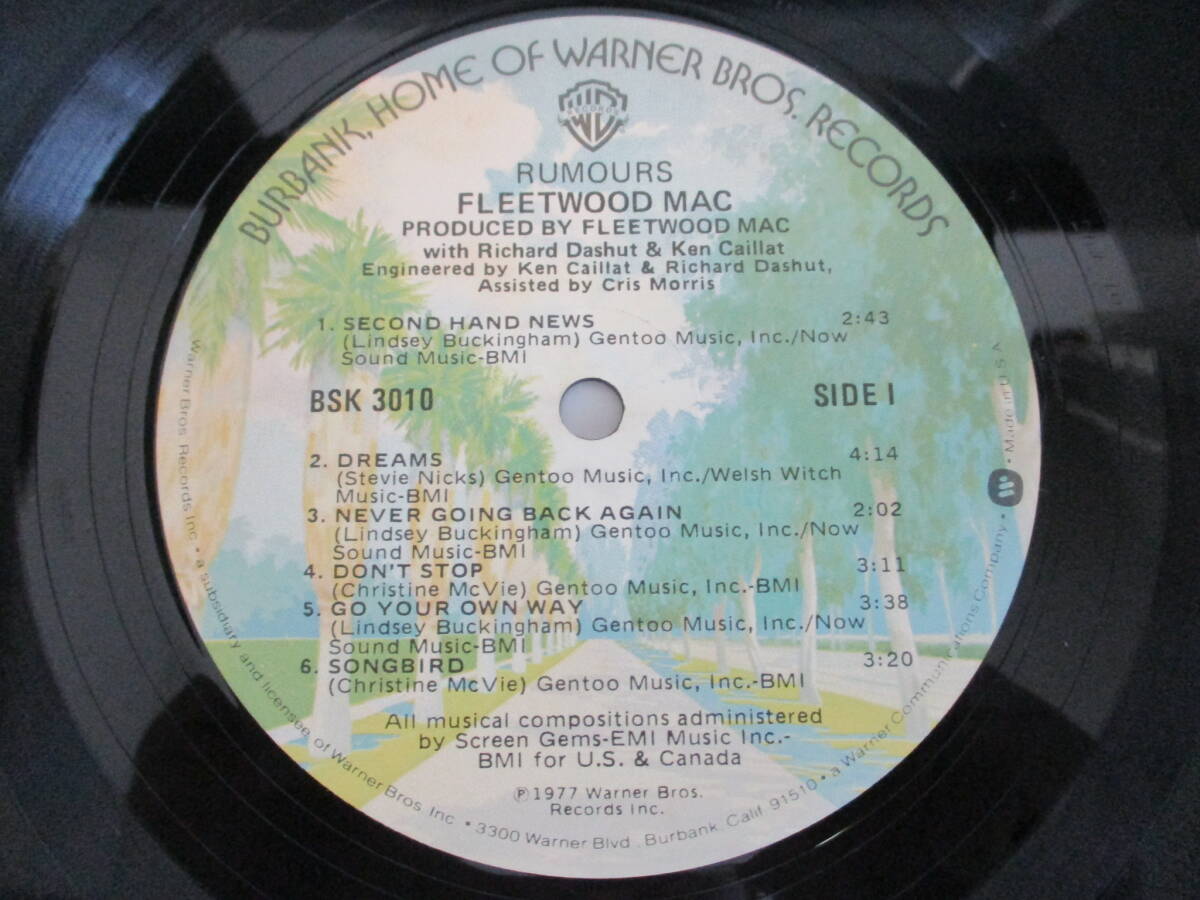 BURBANK, HOME OF WARNER BROS. RECORDS
RECORDS
RUMOURS
FLEETWOOD MAC
PRODUCED BY FLEETWOOD MAC
with Richard Dashut & Ken Caillat
Engineered by Ken Caillat & Richard Dashut,
Assisted by Cris Morris
1. SECOND HAND NEWS 2:43
(Lindsey Buckingham) Gentoo Music, Inc./Now
Sound Music-BMI
BSK 3010 SIDE I
2. DREAMS 4:14
(Stevie Nicks) Gentoo Music, Inc./Welsh Witch
Music-BMI
3. NEVER GOING BACK AGAIN 2:02
(Lindsey Buckingham) Gentoo Music, Inc./Now
Sound Music-BMI
4. DON'T STOP 3:11
(Christine McVie) Gentoo Music, Inc.-BMI
5. GO YOUR OWN WAY 3:38
(Lindsey Buckingham) Gentoo Music, Inc./Now
Sound Music-BMI
6. SONGBIRD 3:20
(Christine McVie) Gentoo Music, Inc.-BMI
All musical compositions administered
by Screen Gems-EMI Music Inc.-
BMI for U.S. & Canada
℗1977 Warner Bros.
Records Inc.
Warner Bros. Records Inc. • a subsidiary and licensee of Warner Bros. Inc. • 3300 Warner Blvd., Burbank, Calif. 91510 • a Warner Communications Company • Made in U.S.A.